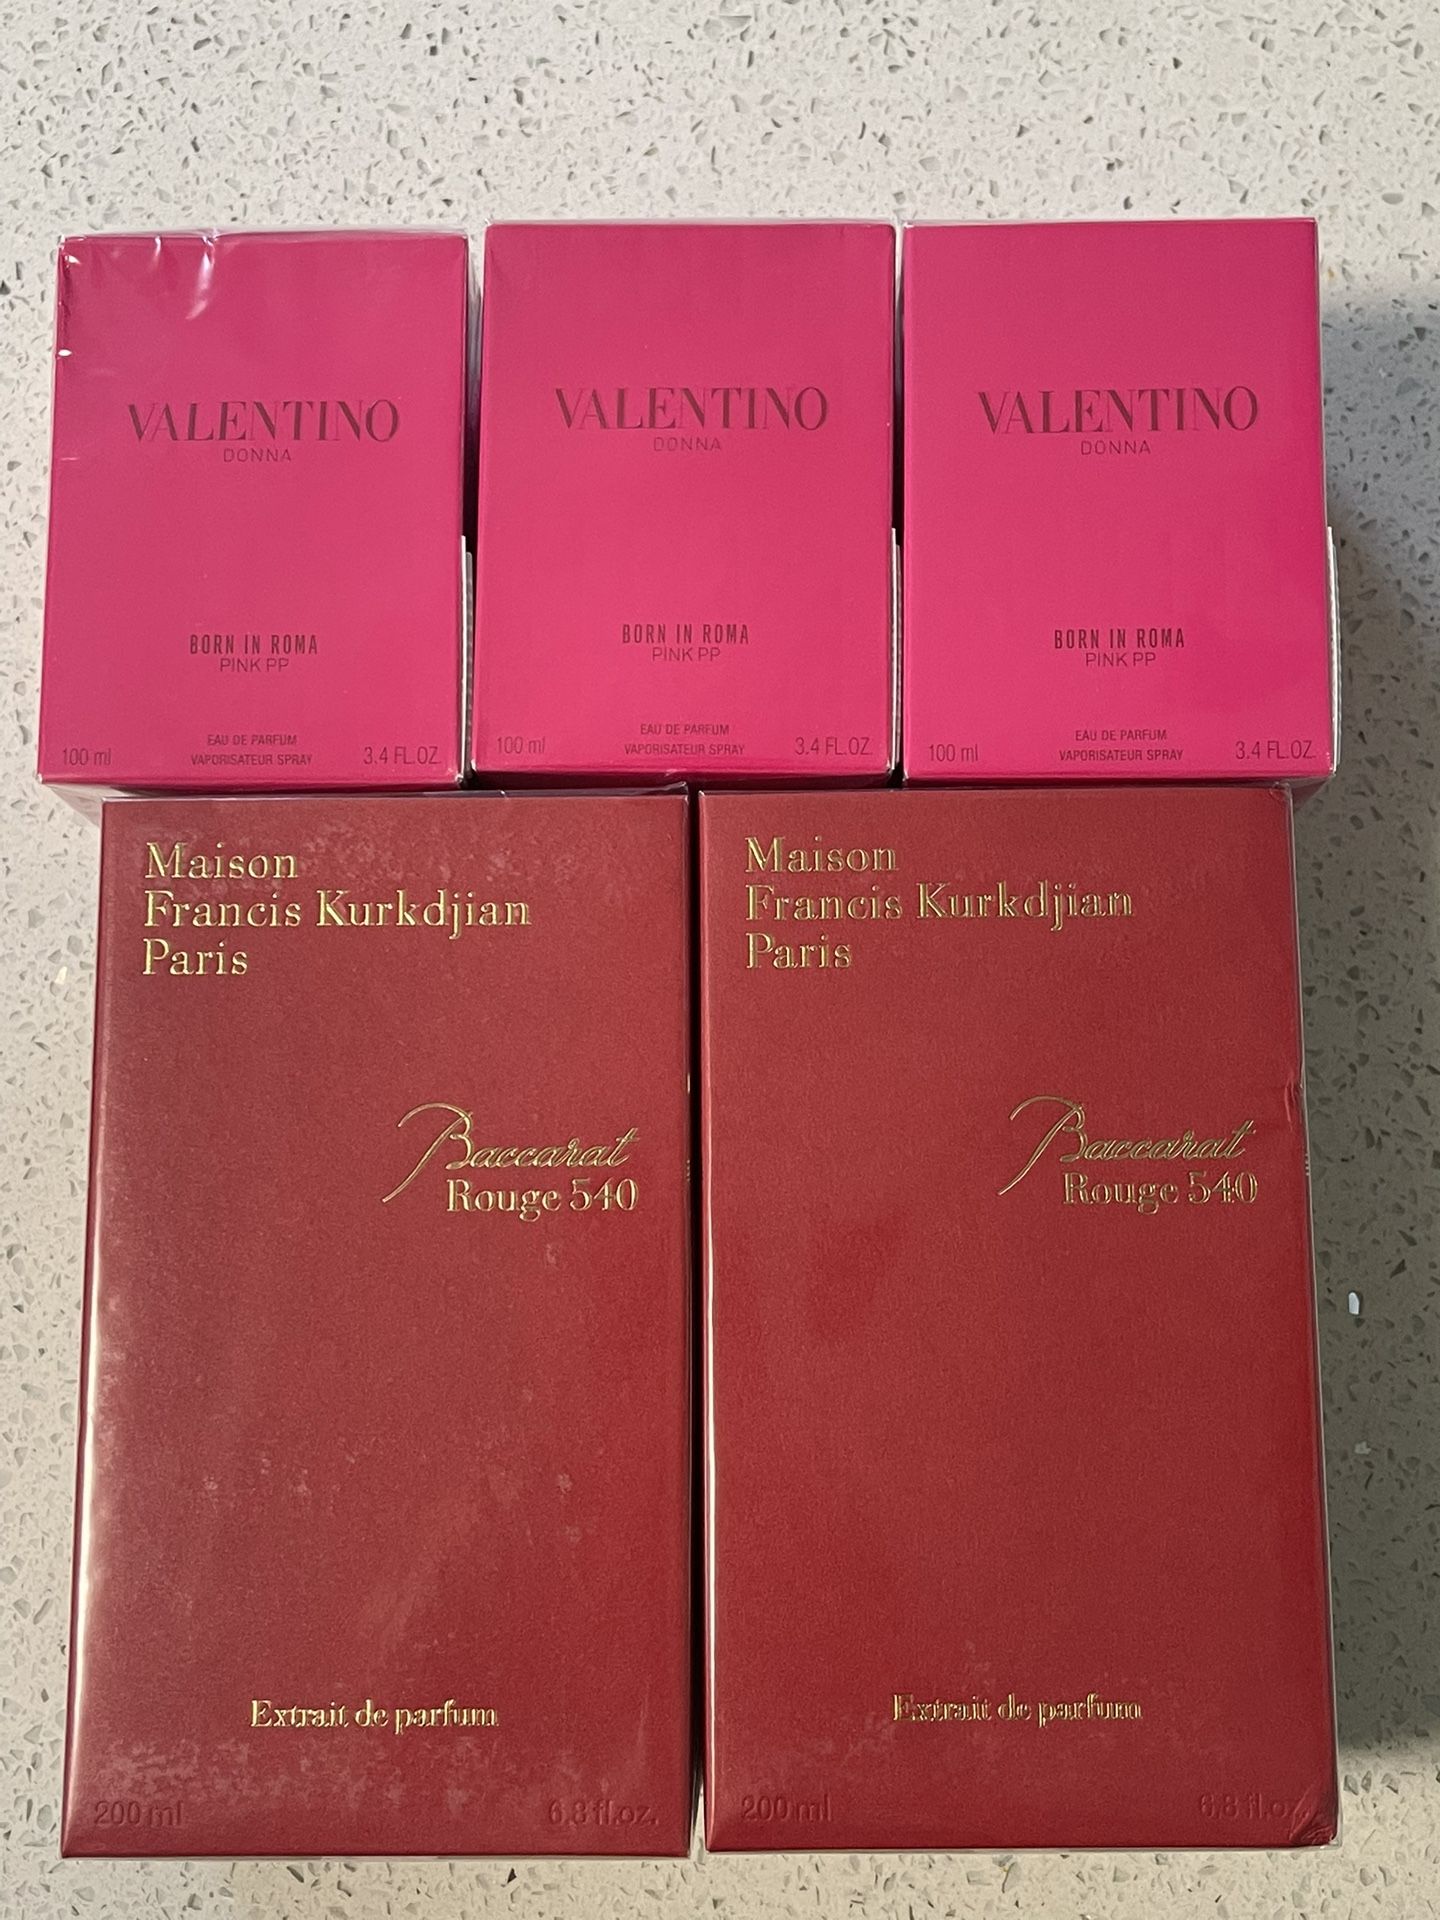 VALENTINO
DONNA
BORN IN ROMA
PINK PP
EAU DE PARFUM
VAPORISATEUR SPRAY
100 ml
3.4 FL.OZ.
VALENTINO
DONNA
BORN IN ROMA
PINK PP
EAU DE PARFUM
VAPORISATEUR SPRAY
100 ml
3.4 FL.OZ.
VALENTINO
DONNA
BORN IN ROMA
PINK PP
EAU DE PARFUM
VAPORISATEUR SPRAY
100 ml
3.4 FL.OZ.
Maison
Francis Kurkdjian
Paris
Baccarat
Rouge 540
Extrait de parfum
200 ml
6.8 fl.oz.
Maison
Francis Kurkdjian
Paris
Baccarat
Rouge 540
Extrait de parfum
200 ml
6.8 fl.oz.